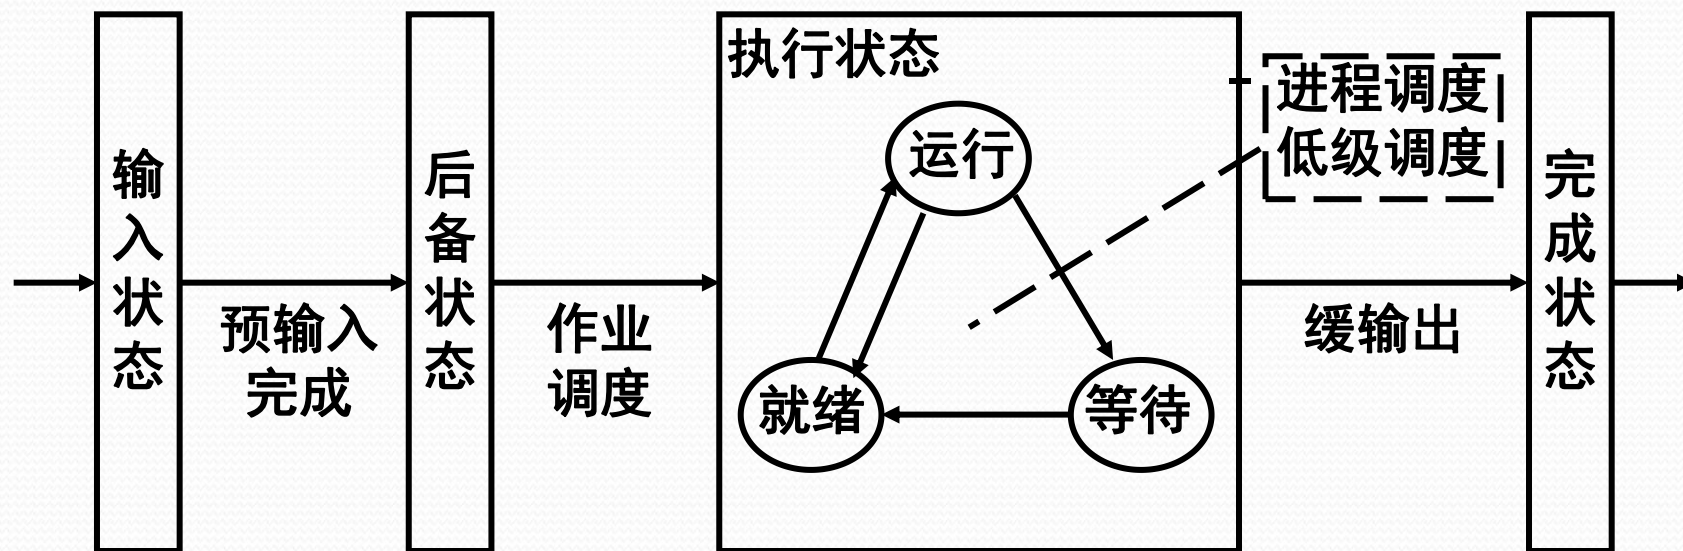 输入状态
预输入
完成
后备状态
作业
调度
执行状态
运行
就绪
等待
进程调度
低级调度
缓输出
完成状态